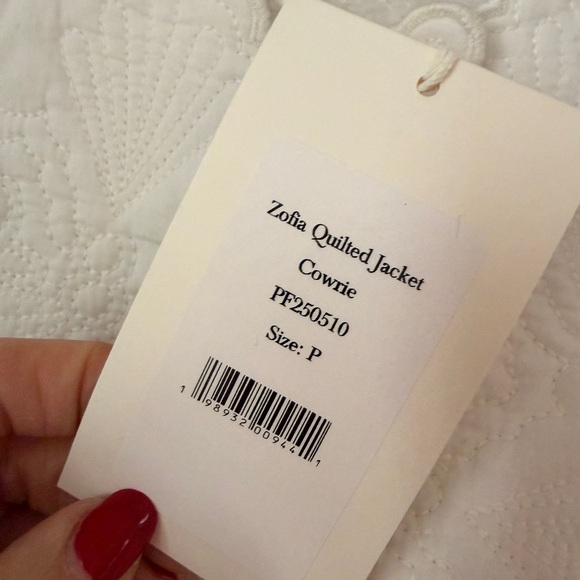 Zofia Quilted Jacket
Cowrie
PF250510
Size: P
1 98932 00944 1